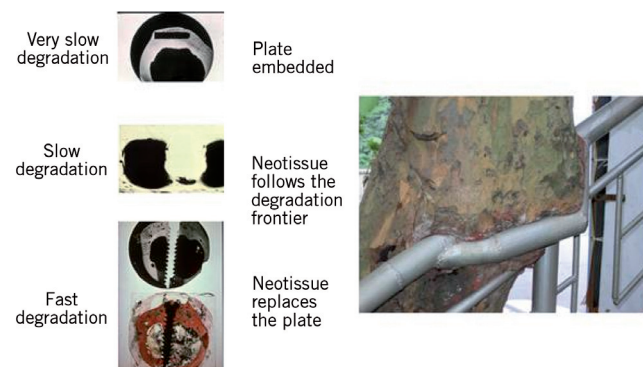 Very slow
degradation
Plate
embedded
Slow
degradation
Neotissue
follows the
degradation
frontier
Fast
degradation
Neotissue
replaces
the plate